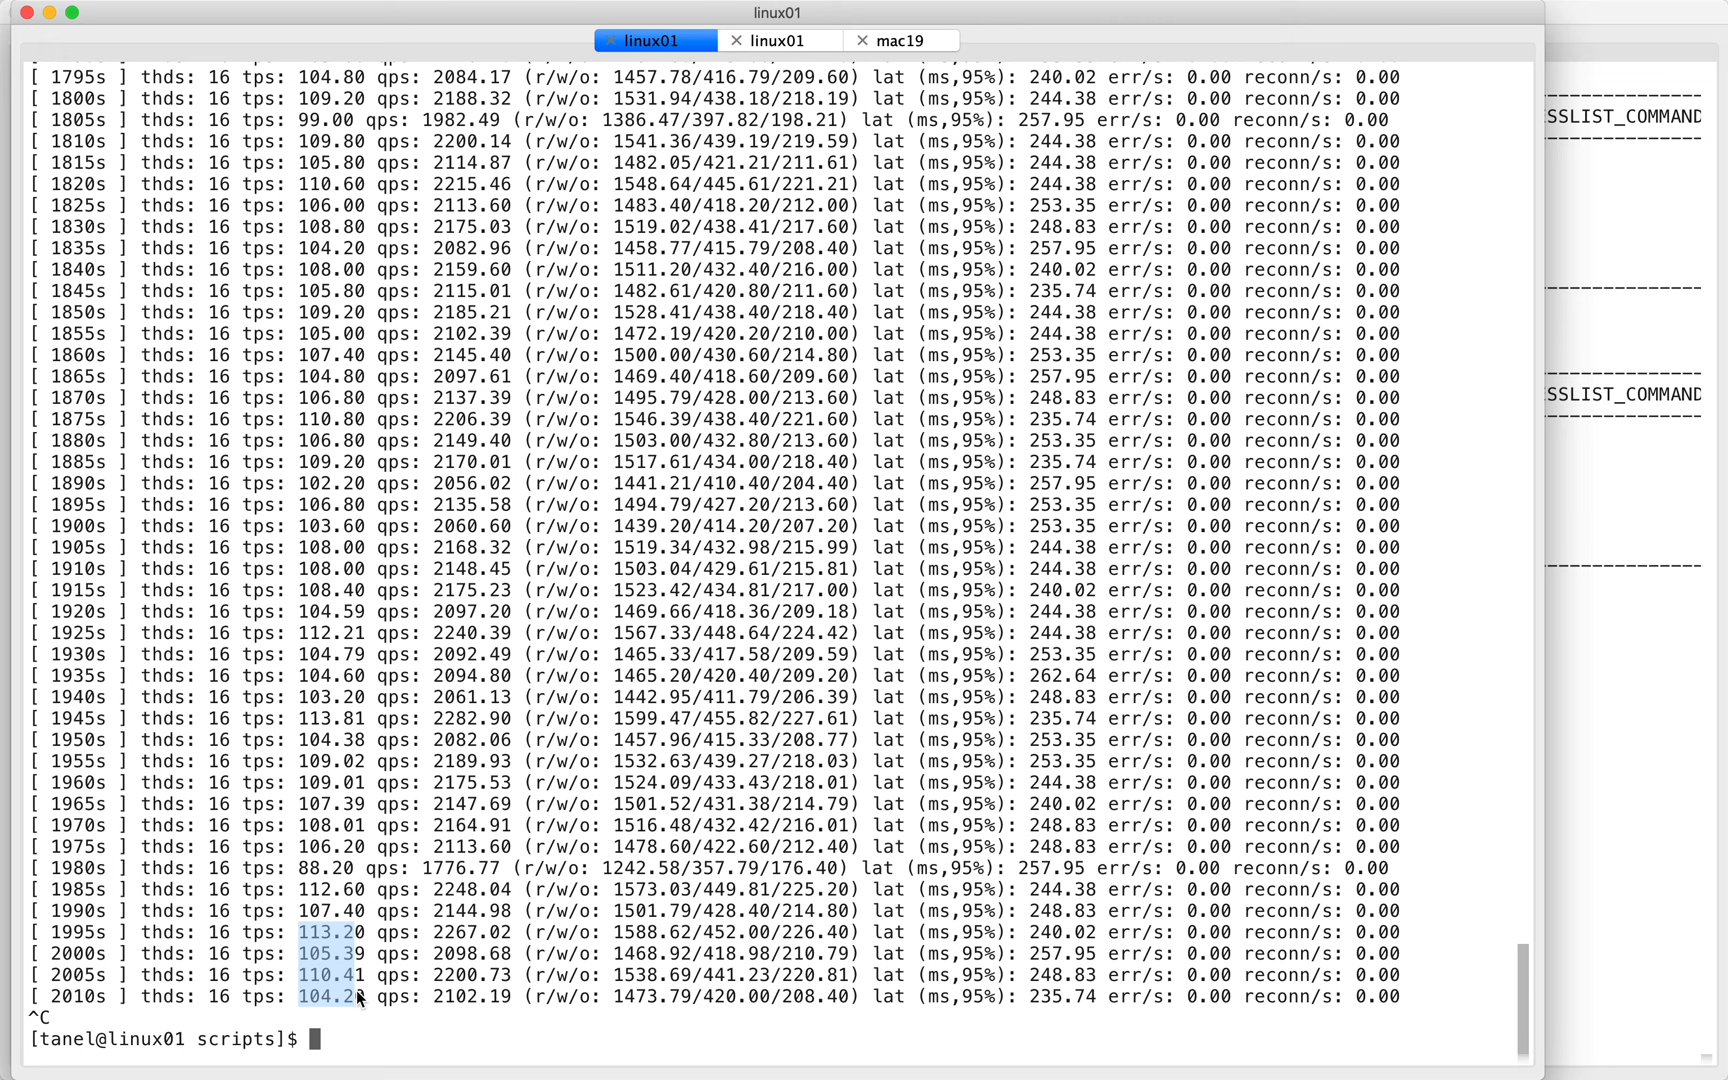 linux01
linux01
linux01
mac19
[ 1795s ] thds: 16 tps: 104.80 qps: 2084.17 (r/w/o: 1457.78/416.79/209.60) lat (ms,95%): 240.02 err/s: 0.00 reconn/s: 0.00
[ 1800s ] thds: 16 tps: 109.20 qps: 2188.32 (r/w/o: 1531.94/438.18/218.19) lat (ms,95%): 244.38 err/s: 0.00 reconn/s: 0.00
[ 1805s ] thds: 16 tps: 99.00 qps: 1982.49 (r/w/o: 1386.47/397.82/198.21) lat (ms,95%): 257.95 err/s: 0.00 reconn/s: 0.00
[ 1810s ] thds: 16 tps: 109.80 qps: 2200.14 (r/w/o: 1541.36/439.19/219.59) lat (ms,95%): 244.38 err/s: 0.00 reconn/s: 0.00
[ 1815s ] thds: 16 tps: 105.80 qps: 2114.87 (r/w/o: 1482.05/421.21/211.61) lat (ms,95%): 244.38 err/s: 0.00 reconn/s: 0.00
[ 1820s ] thds: 16 tps: 110.60 qps: 2215.46 (r/w/o: 1548.64/445.61/221.21) lat (ms,95%): 244.38 err/s: 0.00 reconn/s: 0.00
[ 1825s ] thds: 16 tps: 106.00 qps: 2113.60 (r/w/o: 1483.40/418.20/212.00) lat (ms,95%): 253.35 err/s: 0.00 reconn/s: 0.00
[ 1830s ] thds: 16 tps: 108.80 qps: 2175.03 (r/w/o: 1519.02/438.41/217.60) lat (ms,95%): 248.83 err/s: 0.00 reconn/s: 0.00
[ 1835s ] thds: 16 tps: 104.20 qps: 2082.96 (r/w/o: 1458.77/415.79/208.40) lat (ms,95%): 257.95 err/s: 0.00 reconn/s: 0.00
[ 1840s ] thds: 16 tps: 108.00 qps: 2159.60 (r/w/o: 1511.20/432.40/216.00) lat (ms,95%): 240.02 err/s: 0.00 reconn/s: 0.00
[ 1845s ] thds: 16 tps: 105.80 qps: 2115.01 (r/w/o: 1482.61/420.80/211.60) lat (ms,95%): 235.74 err/s: 0.00 reconn/s: 0.00
[ 1850s ] thds: 16 tps: 109.20 qps: 2185.21 (r/w/o: 1528.41/438.40/218.40) lat (ms,95%): 244.38 err/s: 0.00 reconn/s: 0.00
[ 1855s ] thds: 16 tps: 105.00 qps: 2102.39 (r/w/o: 1472.19/420.20/210.00) lat (ms,95%): 244.38 err/s: 0.00 reconn/s: 0.00
[ 1860s ] thds: 16 tps: 107.40 qps: 2145.40 (r/w/o: 1500.00/430.60/214.80) lat (ms,95%): 253.35 err/s: 0.00 reconn/s: 0.00
[ 1865s ] thds: 16 tps: 104.80 qps: 2097.61 (r/w/o: 1469.40/418.60/209.60) lat (ms,95%): 257.95 err/s: 0.00 reconn/s: 0.00
[ 1870s ] thds: 16 tps: 106.80 qps: 2137.39 (r/w/o: 1495.79/428.00/213.60) lat (ms,95%): 248.83 err/s: 0.00 reconn/s: 0.00
[ 1875s ] thds: 16 tps: 110.80 qps: 2206.39 (r/w/o: 1546.39/438.40/221.60) lat (ms,95%): 235.74 err/s: 0.00 reconn/s: 0.00
[ 1880s ] thds: 16 tps: 106.80 qps: 2149.40 (r/w/o: 1503.00/432.80/213.60) lat (ms,95%): 253.35 err/s: 0.00 reconn/s: 0.00
[ 1885s ] thds: 16 tps: 109.20 qps: 2170.01 (r/w/o: 1517.61/434.00/218.40) lat (ms,95%): 235.74 err/s: 0.00 reconn/s: 0.00
[ 1890s ] thds: 16 tps: 102.20 qps: 2056.02 (r/w/o: 1441.21/410.40/204.40) lat (ms,95%): 257.95 err/s: 0.00 reconn/s: 0.00
[ 1895s ] thds: 16 tps: 106.80 qps: 2135.58 (r/w/o: 1494.79/427.20/213.60) lat (ms,95%): 253.35 err/s: 0.00 reconn/s: 0.00
[ 1900s ] thds: 16 tps: 103.60 qps: 2060.60 (r/w/o: 1439.20/414.20/207.20) lat (ms,95%): 253.35 err/s: 0.00 reconn/s: 0.00
[ 1905s ] thds: 16 tps: 108.00 qps: 2168.32 (r/w/o: 1519.34/432.98/215.99) lat (ms,95%): 244.38 err/s: 0.00 reconn/s: 0.00
[ 1910s ] thds: 16 tps: 108.00 qps: 2148.45 (r/w/o: 1503.04/429.61/215.81) lat (ms,95%): 244.38 err/s: 0.00 reconn/s: 0.00
[ 1915s ] thds: 16 tps: 108.40 qps: 2175.23 (r/w/o: 1523.42/434.81/217.00) lat (ms,95%): 240.02 err/s: 0.00 reconn/s: 0.00
[ 1920s ] thds: 16 tps: 104.59 qps: 2097.20 (r/w/o: 1469.66/418.36/209.18) lat (ms,95%): 244.38 err/s: 0.00 reconn/s: 0.00
[ 1925s ] thds: 16 tps: 112.21 qps: 2240.39 (r/w/o: 1567.33/448.64/224.42) lat (ms,95%): 244.38 err/s: 0.00 reconn/s: 0.00
[ 1930s ] thds: 16 tps: 104.79 qps: 2092.49 (r/w/o: 1465.33/417.58/209.59) lat (ms,95%): 253.35 err/s: 0.00 reconn/s: 0.00
[ 1935s ] thds: 16 tps: 104.60 qps: 2094.80 (r/w/o: 1465.20/420.40/209.20) lat (ms,95%): 262.64 err/s: 0.00 reconn/s: 0.00
[ 1940s ] thds: 16 tps: 103.20 qps: 2061.13 (r/w/o: 1442.95/411.79/206.39) lat (ms,95%): 248.83 err/s: 0.00 reconn/s: 0.00
[ 1945s ] thds: 16 tps: 113.81 qps: 2282.90 (r/w/o: 1599.47/455.82/227.61) lat (ms,95%): 235.74 err/s: 0.00 reconn/s: 0.00
[ 1950s ] thds: 16 tps: 104.38 qps: 2082.06 (r/w/o: 1457.96/415.33/208.77) lat (ms,95%): 253.35 err/s: 0.00 reconn/s: 0.00
[ 1955s ] thds: 16 tps: 109.02 qps: 2189.93 (r/w/o: 1532.63/439.27/218.03) lat (ms,95%): 253.35 err/s: 0.00 reconn/s: 0.00
[ 1960s ] thds: 16 tps: 109.01 qps: 2175.53 (r/w/o: 1524.09/433.43/218.01) lat (ms,95%): 244.38 err/s: 0.00 reconn/s: 0.00
[ 1965s ] thds: 16 tps: 107.39 qps: 2147.69 (r/w/o: 1501.52/431.38/214.79) lat (ms,95%): 240.02 err/s: 0.00 reconn/s: 0.00
[ 1970s ] thds: 16 tps: 108.01 qps: 2164.91 (r/w/o: 1516.48/432.42/216.01) lat (ms,95%): 248.83 err/s: 0.00 reconn/s: 0.00
[ 1975s ] thds: 16 tps: 106.20 qps: 2113.60 (r/w/o: 1478.60/422.60/212.40) lat (ms,95%): 248.83 err/s: 0.00 reconn/s: 0.00
[ 1980s ] thds: 16 tps: 88.20 qps: 1776.77 (r/w/o: 1242.58/357.79/176.40) lat (ms,95%): 257.95 err/s: 0.00 reconn/s: 0.00
[ 1985s ] thds: 16 tps: 112.60 qps: 2248.04 (r/w/o: 1573.03/449.81/225.20) lat (ms,95%): 244.38 err/s: 0.00 reconn/s: 0.00
[ 1990s ] thds: 16 tps: 107.40 qps: 2144.98 (r/w/o: 1501.79/428.40/214.80) lat (ms,95%): 248.83 err/s: 0.00 reconn/s: 0.00
[ 1995s ] thds: 16 tps: 113.20 qps: 2267.02 (r/w/o: 1588.62/452.00/226.40) lat (ms,95%): 240.02 err/s: 0.00 reconn/s: 0.00
[ 2000s ] thds: 16 tps: 105.39 qps: 2098.68 (r/w/o: 1468.92/418.98/210.79) lat (ms,95%): 257.95 err/s: 0.00 reconn/s: 0.00
[ 2005s ] thds: 16 tps: 110.41 qps: 2200.73 (r/w/o: 1538.69/441.23/220.81) lat (ms,95%): 248.83 err/s: 0.00 reconn/s: 0.00
[ 2010s ] thds: 16 tps: 104.20 qps: 2102.19 (r/w/o: 1473.79/420.00/208.40) lat (ms,95%): 235.74 err/s: 0.00 reconn/s: 0.00
^C
[tanel@linux01 scripts]$
SSLIST_COMMAND
SSLIST_COMMAND